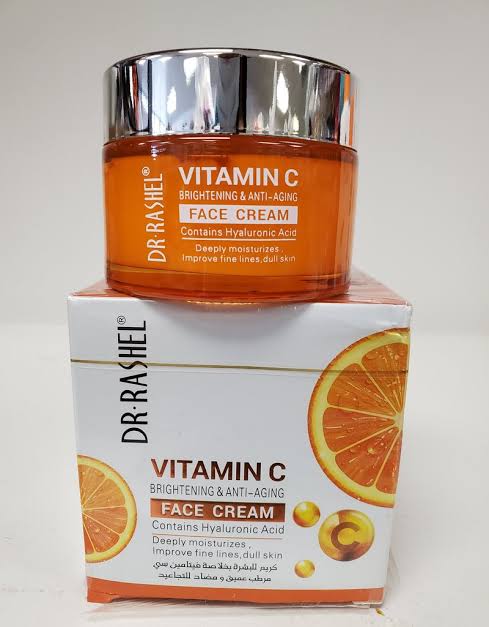 DR·RASHEL®
VITAMIN C
BRIGHTENING & ANTI-AGING
FACE CREAM
Contains Hyaluronic Acid
Deeply moisturizes ,
Improve fine lines,dull skin
DR·RASHEL®
VITAMIN C
BRIGHTENING & ANTI-AGING
FACE CREAM
Contains Hyaluronic Acid
Deeply moisturizes ,
Improve fine lines,dull skin
كريم للبشرة بخلاصة فيتامين سي
مرطب عميق و مضاد للتجاعيد
C